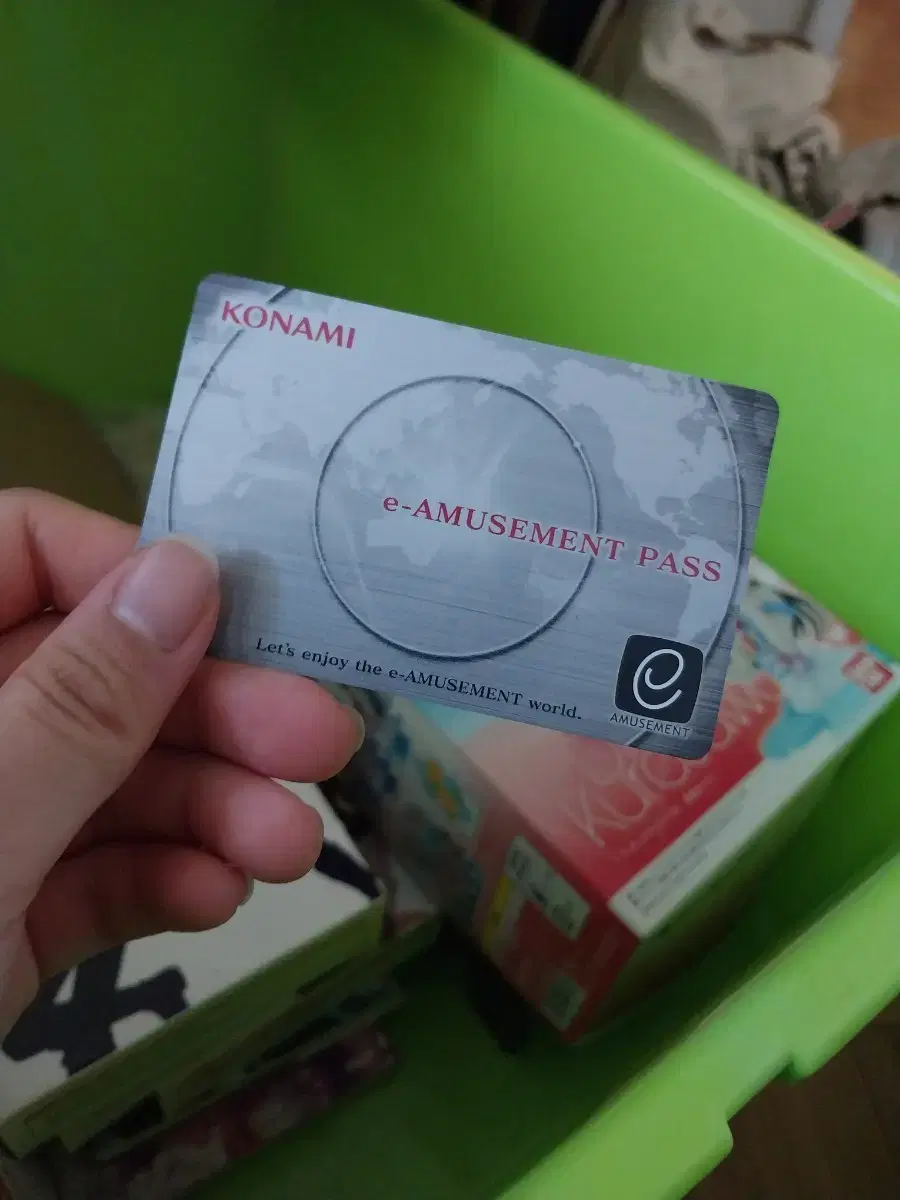 KONAMI
e-AMUSEMENT PASS
Let's enjoy the e-AMUSEMENT world.
e
AMUSEMENT